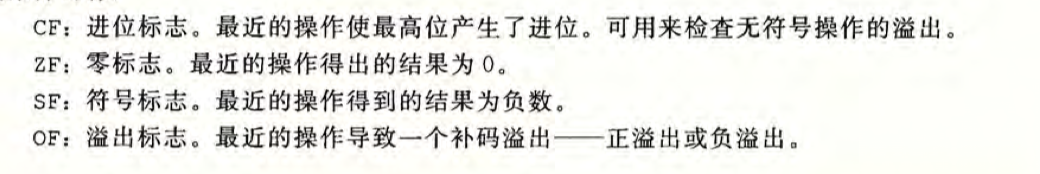 CF：进位标志。最近的操作使最高位产生了进位。可用来检查无符号操作的溢出。
ZF：零标志。最近的操作得出的结果为 0。
SF：符号标志。最近的操作得到的结果为负数。
OF：溢出标志。最近的操作导致一个补码溢出——正溢出或负溢出。